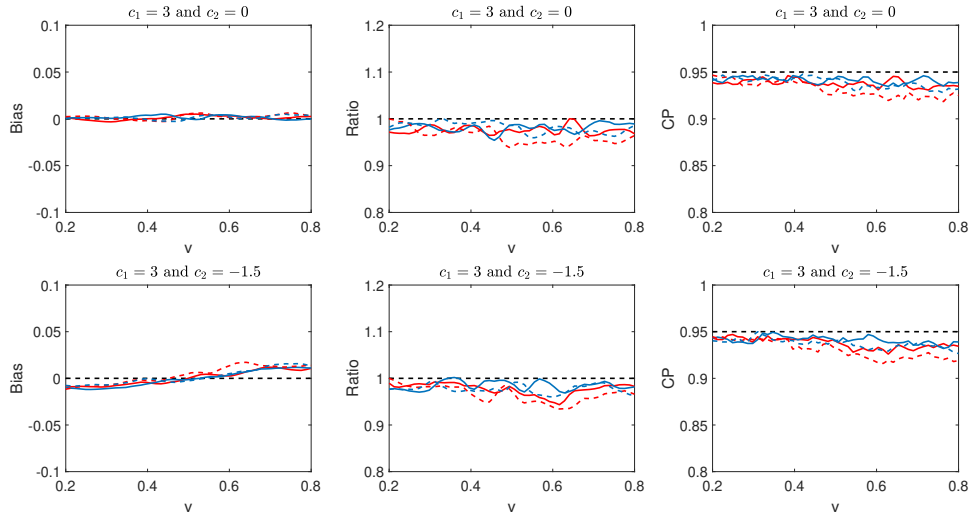 c₁ = 3 and c₂ = 0
0.1
0.05
0
-0.05
-0.1
Bias
0.2 0.4 0.6 0.8
v
c₁ = 3 and c₂ = 0
1.2
1.1
1
0.9
0.8
Ratio
0.2 0.4 0.6 0.8
v
c₁ = 3 and c₂ = 0
1
0.95
0.9
0.85
0.8
CP
0.2 0.4 0.6 0.8
v
c₁ = 3 and c₂ = −1.5
0.1
0.05
0
-0.05
-0.1
Bias
0.2 0.4 0.6 0.8
v
c₁ = 3 and c₂ = −1.5
1.2
1.1
1
0.9
0.8
Ratio
0.2 0.4 0.6 0.8
v
c₁ = 3 and c₂ = −1.5
1
0.95
0.9
0.85
0.8
CP
0.2 0.4 0.6 0.8
v